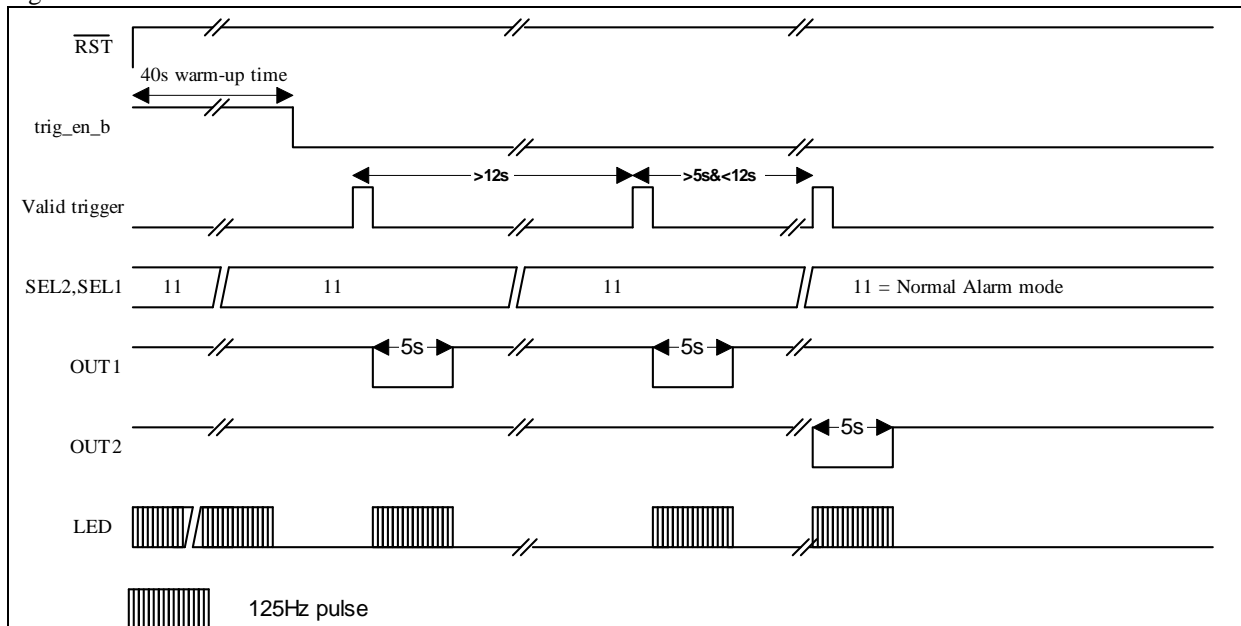 RST
40s warm-up time
trig_en_b
>12s
>5s&<12s
Valid trigger
SEL2,SEL1 11 11 11 11 = Normal Alarm mode
5s 5s
OUT1
5s
OUT2
LED
125Hz pulse